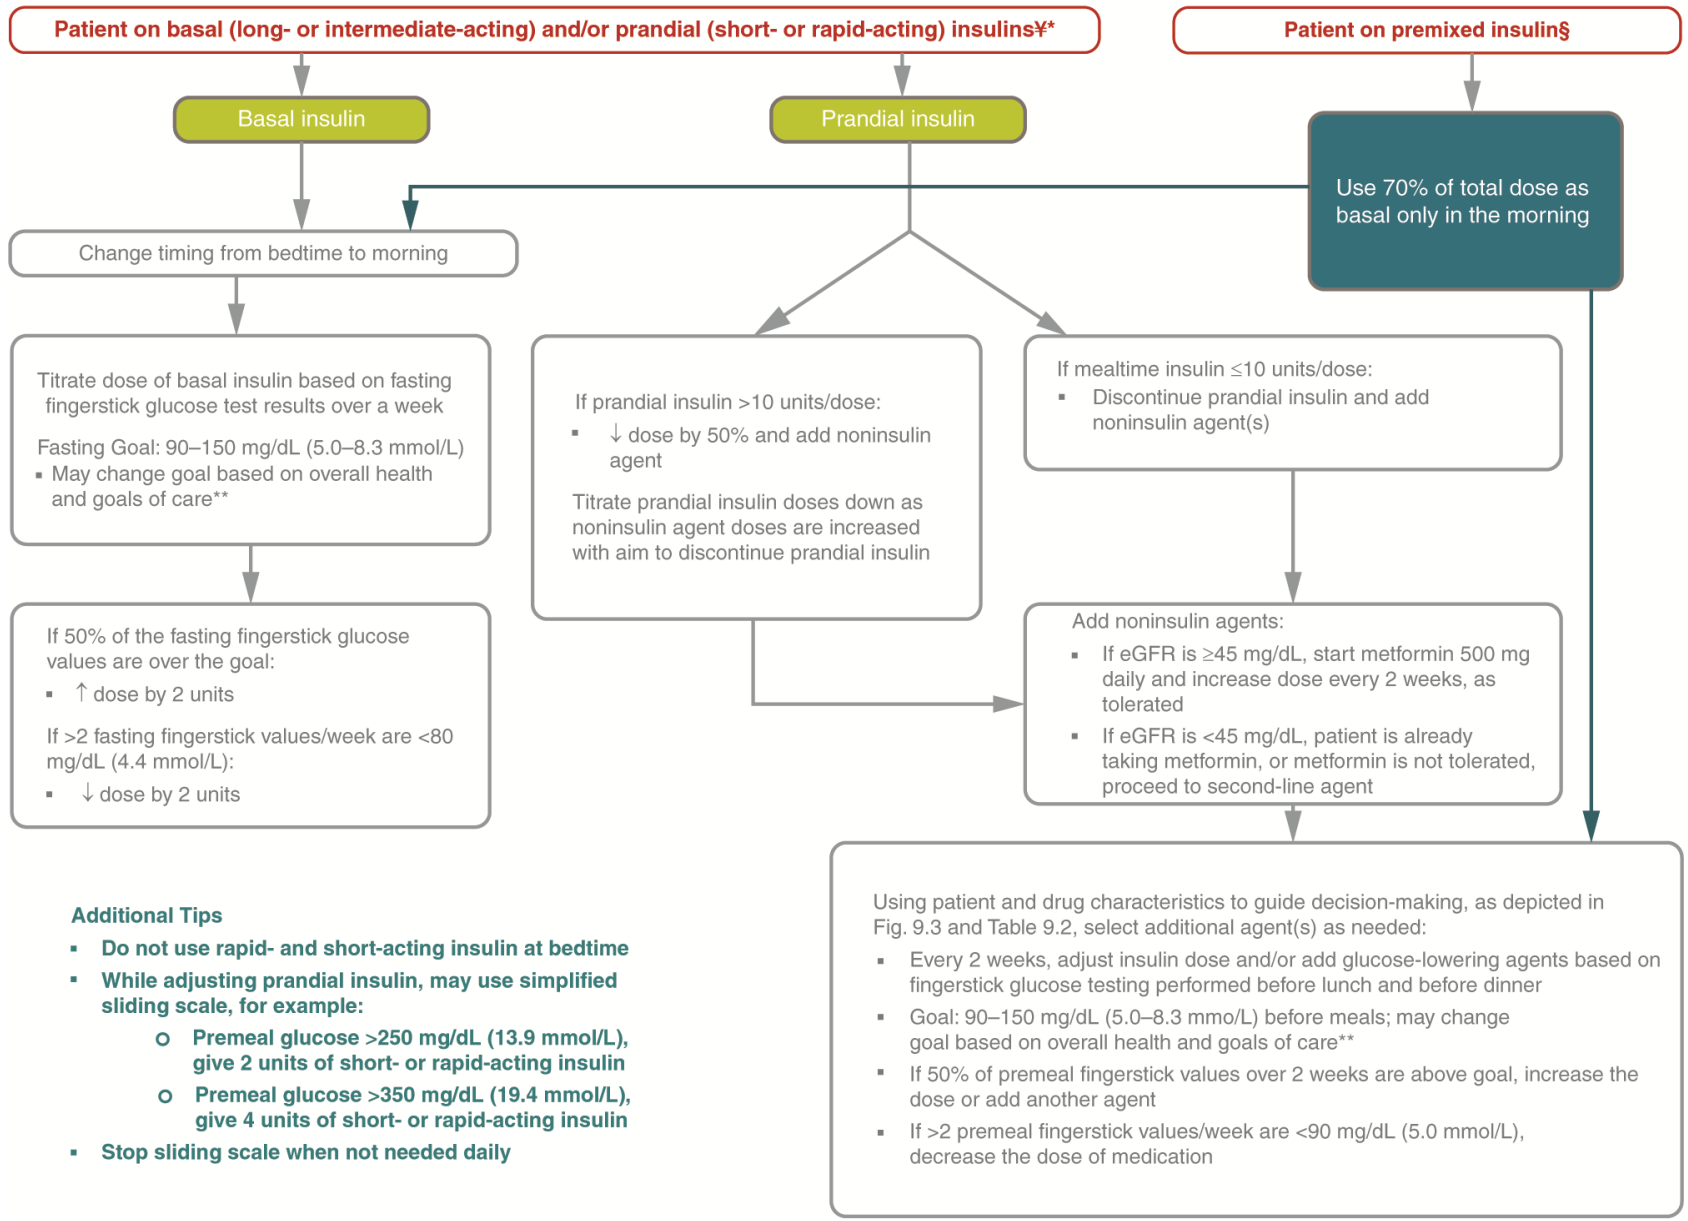 Patient on basal (long- or intermediate-acting) and/or prandial (short- or rapid-acting) insulins¥*
Patient on premixed insulin§
Basal insulin
Prandial insulin
Use 70% of total dose as
basal only in the morning
Change timing from bedtime to morning
Titrate dose of basal insulin based on fasting
fingerstick glucose test results over a week
Fasting Goal: 90–150 mg/dL (5.0–8.3 mmol/L)
▪ May change goal based on overall health
and goals of care**
If 50% of the fasting fingerstick glucose
values are over the goal:
▪ ↑ dose by 2 units
If >2 fasting fingerstick values/week are <80
mg/dL (4.4 mmol/L):
▪ ↓ dose by 2 units
If prandial insulin >10 units/dose:
▪ ↓ dose by 50% and add noninsulin
agent
Titrate prandial insulin doses down as
noninsulin agent doses are increased
with aim to discontinue prandial insulin
If mealtime insulin ≤10 units/dose:
▪ Discontinue prandial insulin and add
noninsulin agent(s)
Add noninsulin agents:
▪ If eGFR is ≥45 mg/dL, start metformin 500 mg
daily and increase dose every 2 weeks, as
tolerated
▪ If eGFR is <45 mg/dL, patient is already
taking metformin, or metformin is not tolerated,
proceed to second-line agent
Using patient and drug characteristics to guide decision-making, as depicted in
Fig. 9.3 and Table 9.2, select additional agent(s) as needed:
▪ Every 2 weeks, adjust insulin dose and/or add glucose-lowering agents based on
fingerstick glucose testing performed before lunch and before dinner
▪ Goal: 90–150 mg/dL (5.0–8.3 mmo/L) before meals; may change
goal based on overall health and goals of care**
▪ If 50% of premeal fingerstick values over 2 weeks are above goal, increase the
dose or add another agent
▪ If >2 premeal fingerstick values/week are <90 mg/dL (5.0 mmol/L),
decrease the dose of medication
Additional Tips
▪ Do not use rapid- and short-acting insulin at bedtime
▪ While adjusting prandial insulin, may use simplified
sliding scale, for example:
o Premeal glucose >250 mg/dL (13.9 mmol/L),
give 2 units of short- or rapid-acting insulin
o Premeal glucose >350 mg/dL (19.4 mmol/L),
give 4 units of short- or rapid-acting insulin
▪ Stop sliding scale when not needed daily